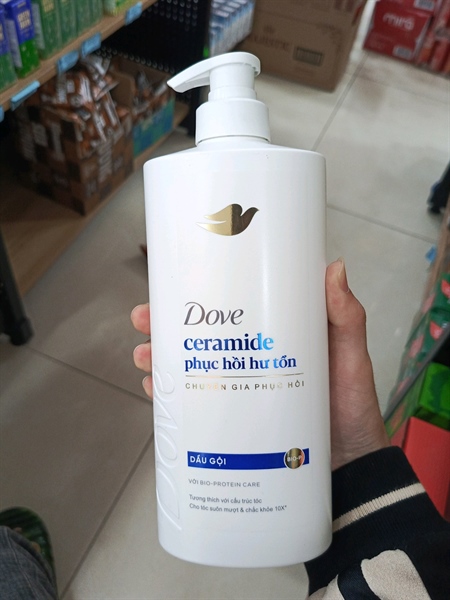 Dove
ceramide
phục hồi hư tổn
CHUYÊN GIA PHỤC HỒI
DẦU GỘI
VỚI BIO-PROTEIN CARE
Tương thích với cấu trúc tóc
Cho tóc suôn mượt & chắc khỏe 10X*
Dove
miró